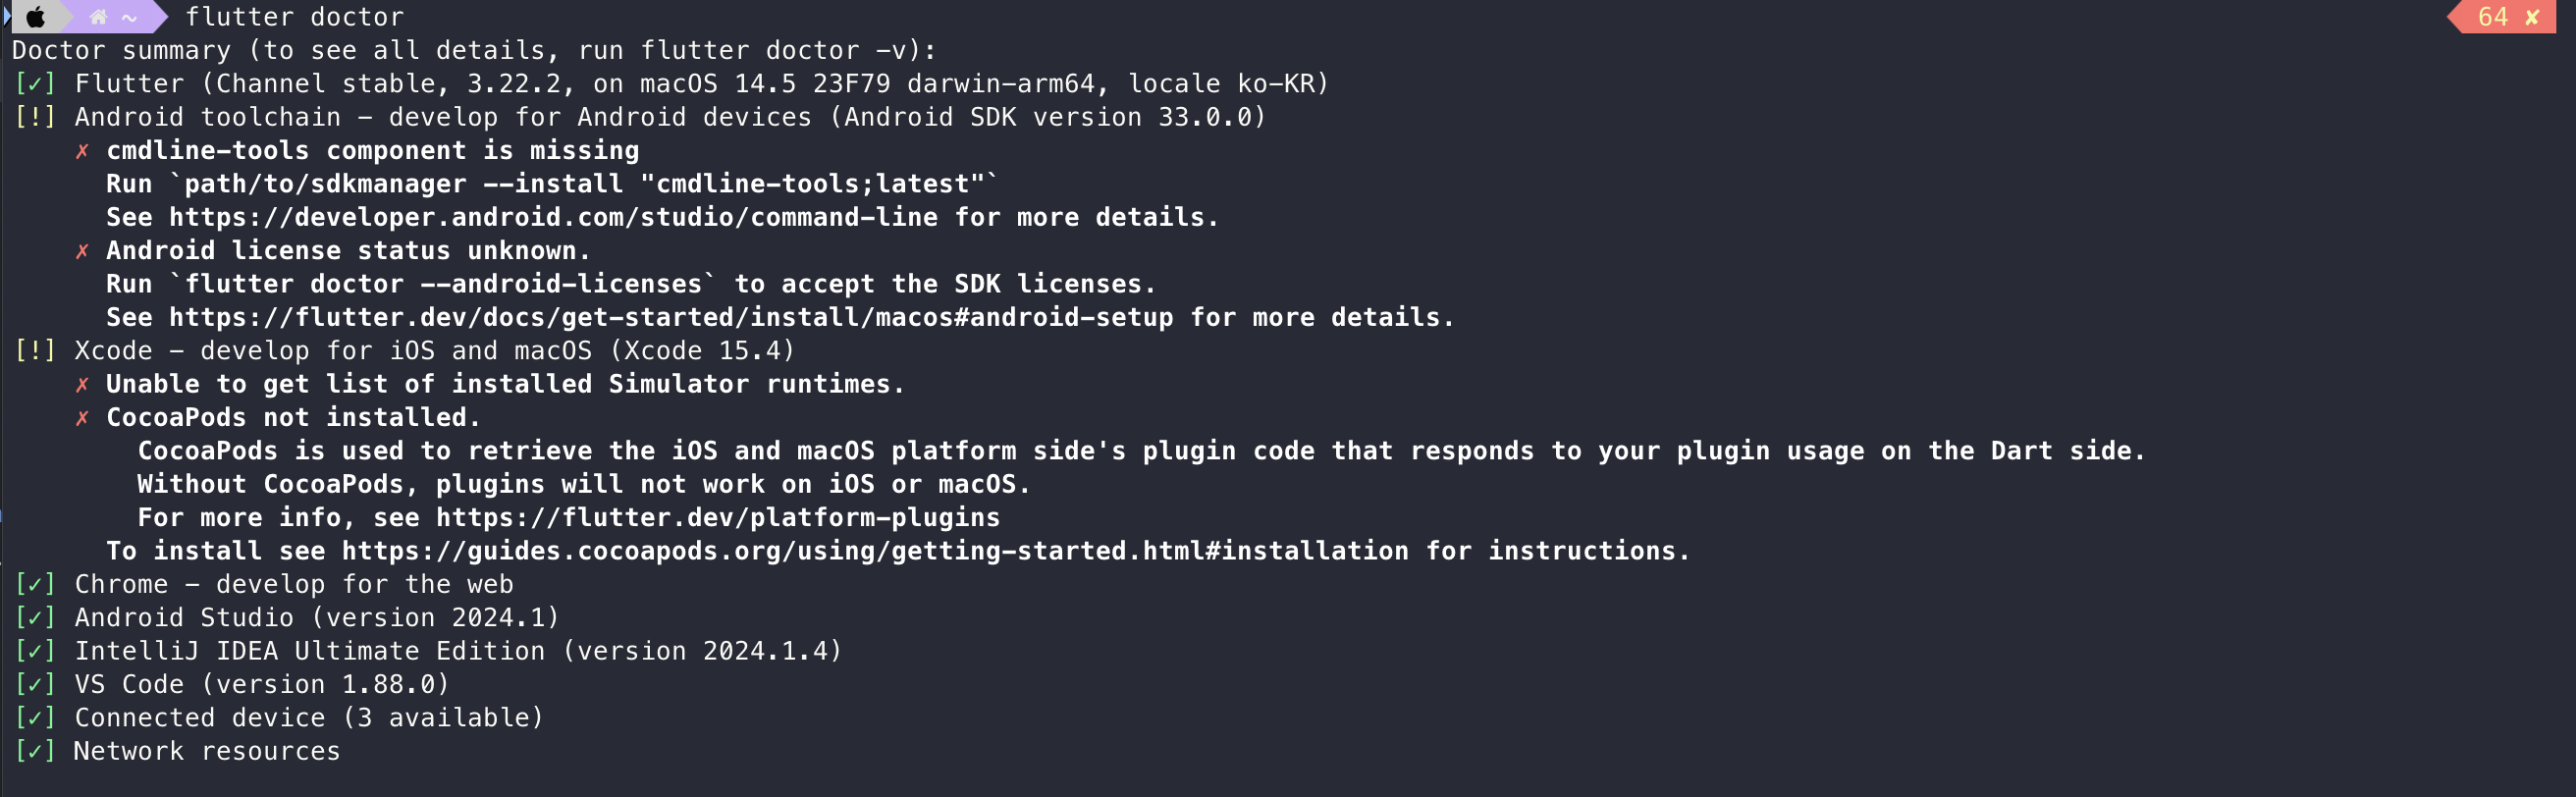 ~ flutter doctor 64 ✘
Doctor summary (to see all details, run flutter doctor -v):
[✓] Flutter (Channel stable, 3.22.2, on macOS 14.5 23F79 darwin-arm64, locale ko-KR)
[!] Android toolchain - develop for Android devices (Android SDK version 33.0.0)
✗ cmdline-tools component is missing
Run `path/to/sdkmanager --install "cmdline-tools;latest"`
See https://developer.android.com/studio/command-line for more details.
✗ Android license status unknown.
Run `flutter doctor --android-licenses` to accept the SDK licenses.
See https://flutter.dev/docs/get-started/install/macos#android-setup for more details.
[!] Xcode - develop for iOS and macOS (Xcode 15.4)
✗ Unable to get list of installed Simulator runtimes.
✗ CocoaPods not installed.
CocoaPods is used to retrieve the iOS and macOS platform side's plugin code that responds to your plugin usage on the Dart side.
Without CocoaPods, plugins will not work on iOS or macOS.
For more info, see https://flutter.dev/platform-plugins
To install see https://guides.cocoapods.org/using/getting-started.html#installation for instructions.
[✓] Chrome - develop for the web
[✓] Android Studio (version 2024.1)
[✓] IntelliJ IDEA Ultimate Edition (version 2024.1.4)
[✓] VS Code (version 1.88.0)
[✓] Connected device (3 available)
[✓] Network resources